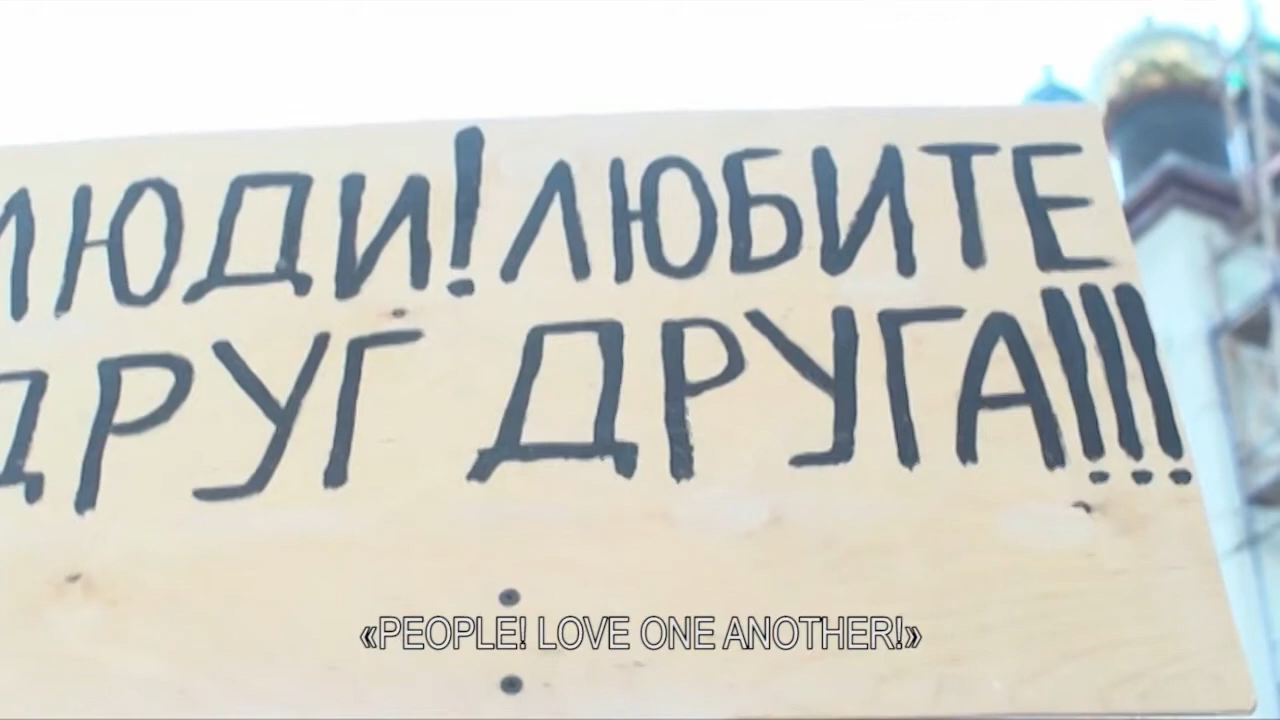 ЛЮДИ! ЛЮБИТЕ
ДРУГ ДРУГА!!!
«PEOPLE! LOVE ONE ANOTHER!»